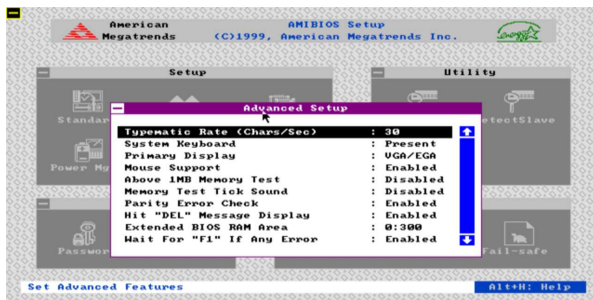 American Megatrends
AMIBIOS Setup
(C)1999, American Megatrends Inc.
Energy
Setup
Utility
Standar
etectSlave
Advanced Setup
Typematic Rate (Chars/Sec) : 30
System Keyboard : Present
Primary Display : VGA/EGA
Mouse Support : Enabled
Above 1MB Memory Test : Disabled
Memory Test Tick Sound : Disabled
Parity Error Check : Enabled
Hit "DEL" Message Display : Enabled
Extended BIOS RAM Area : 0:300
Wait For "F1" If Any Error : Enabled
Power Mg
Passwor
Fail-safe
Set Advanced Features
Alt+H: Help